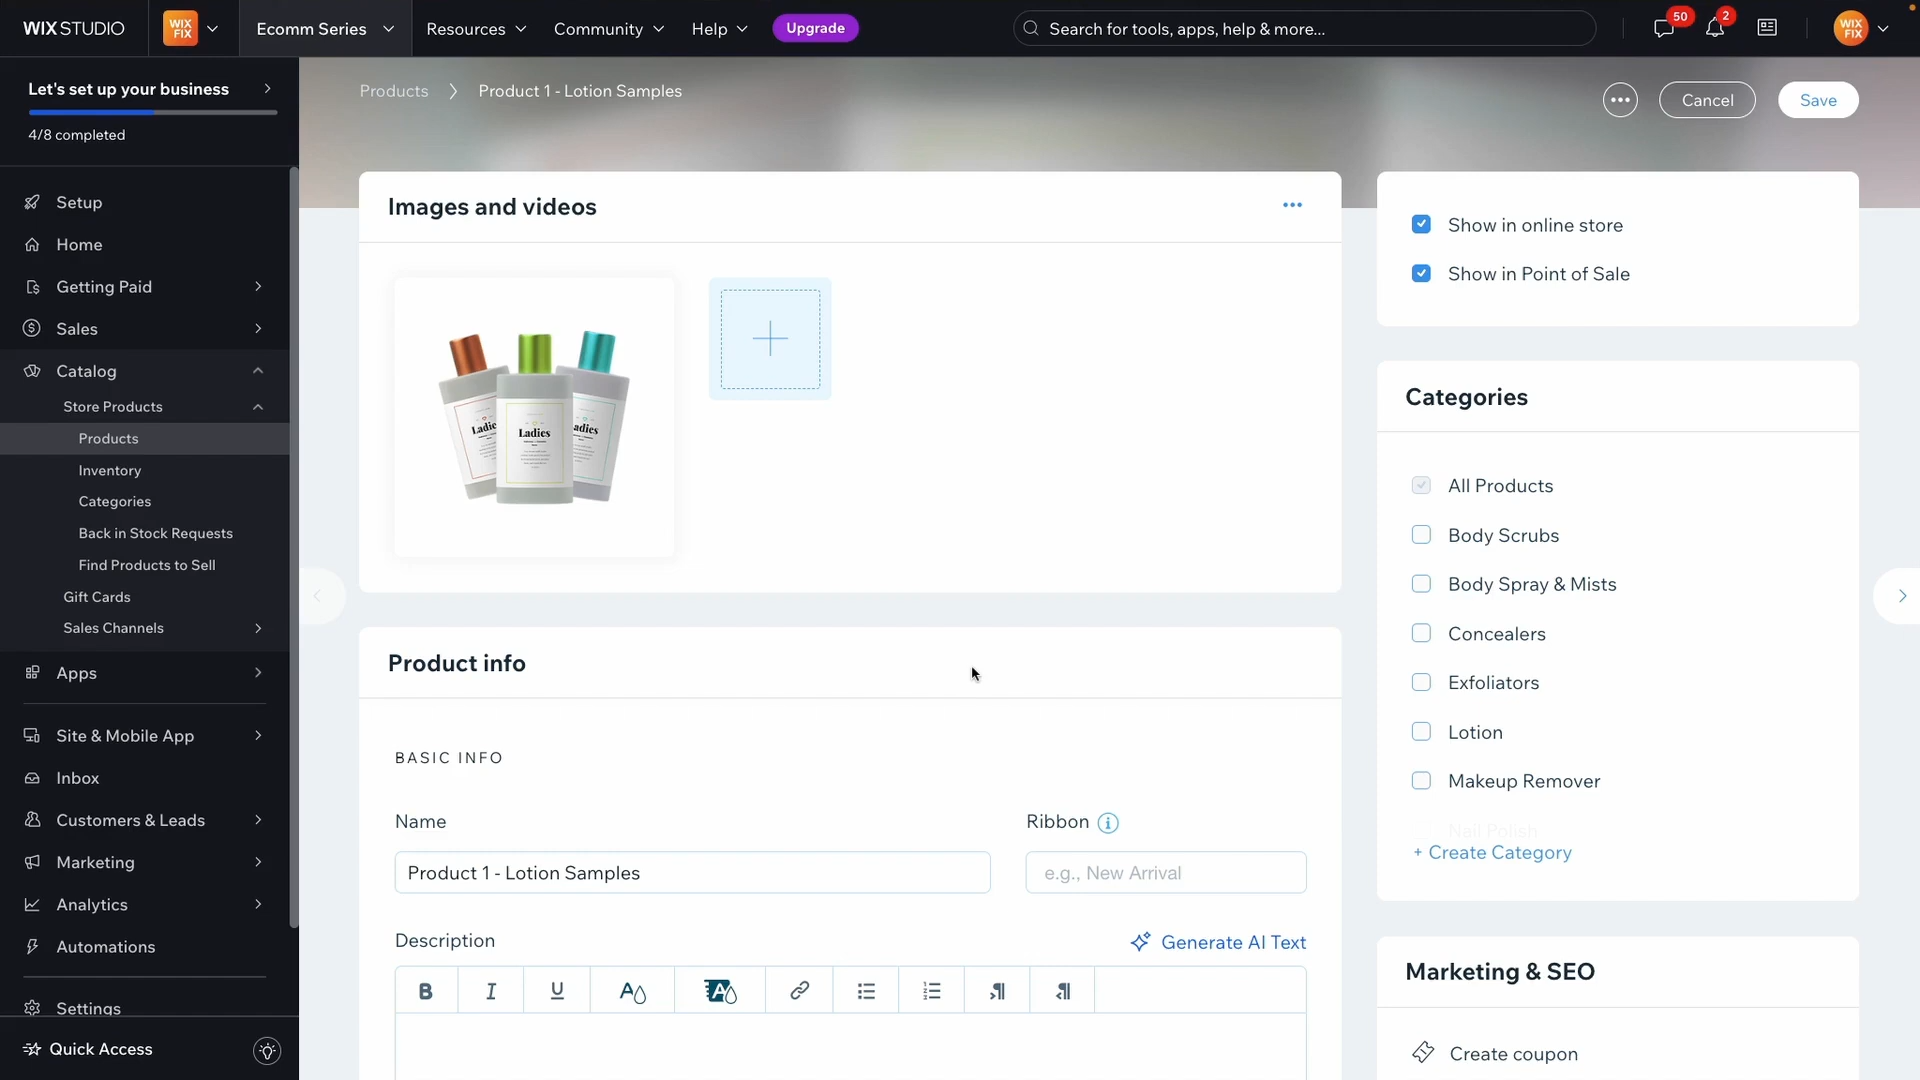 WIX STUDIO
WIX
FIX
Ecomm Series
Resources
Community
Help
Upgrade
Search for tools, apps, help & more...
50
2
WIX
FIX
Let's set up your business
4/8 completed
Setup
Home
Getting Paid
Sales
Catalog
Store Products
Products
Inventory
Categories
Back in Stock Requests
Find Products to Sell
Gift Cards
Sales Channels
Apps
Site & Mobile App
Inbox
Customers & Leads
Marketing
Analytics
Automations
Settings
Quick Access
Products
Product 1 - Lotion Samples
Cancel
Save
Images and videos
Ladies
Product info
BASIC INFO
Name
Ribbon
Product 1 - Lotion Samples
e.g., New Arrival
Description
Generate AI Text
B
I
U
A
A
Show in online store
Show in Point of Sale
Categories
All Products
Body Scrubs
Body Spray & Mists
Concealers
Exfoliators
Lotion
Makeup Remover
Nail Polish
+ Create Category
Marketing & SEO
Create coupon